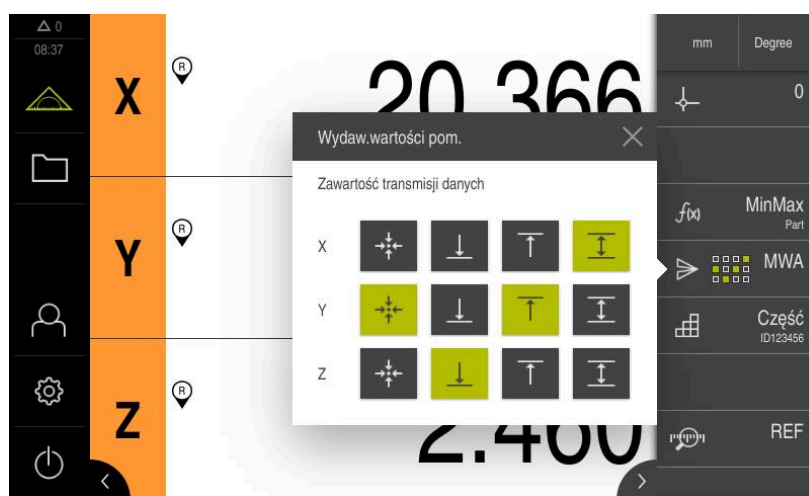 0
08:37
X
R
20.366
mm
Degree
0
Wydaw.wartości pom.
Zawartość transmisji danych
X
Y
Z
Y
R
f(x)
MinMax
Part
MWA
Część
ID123456
Z
R
2.460
REF